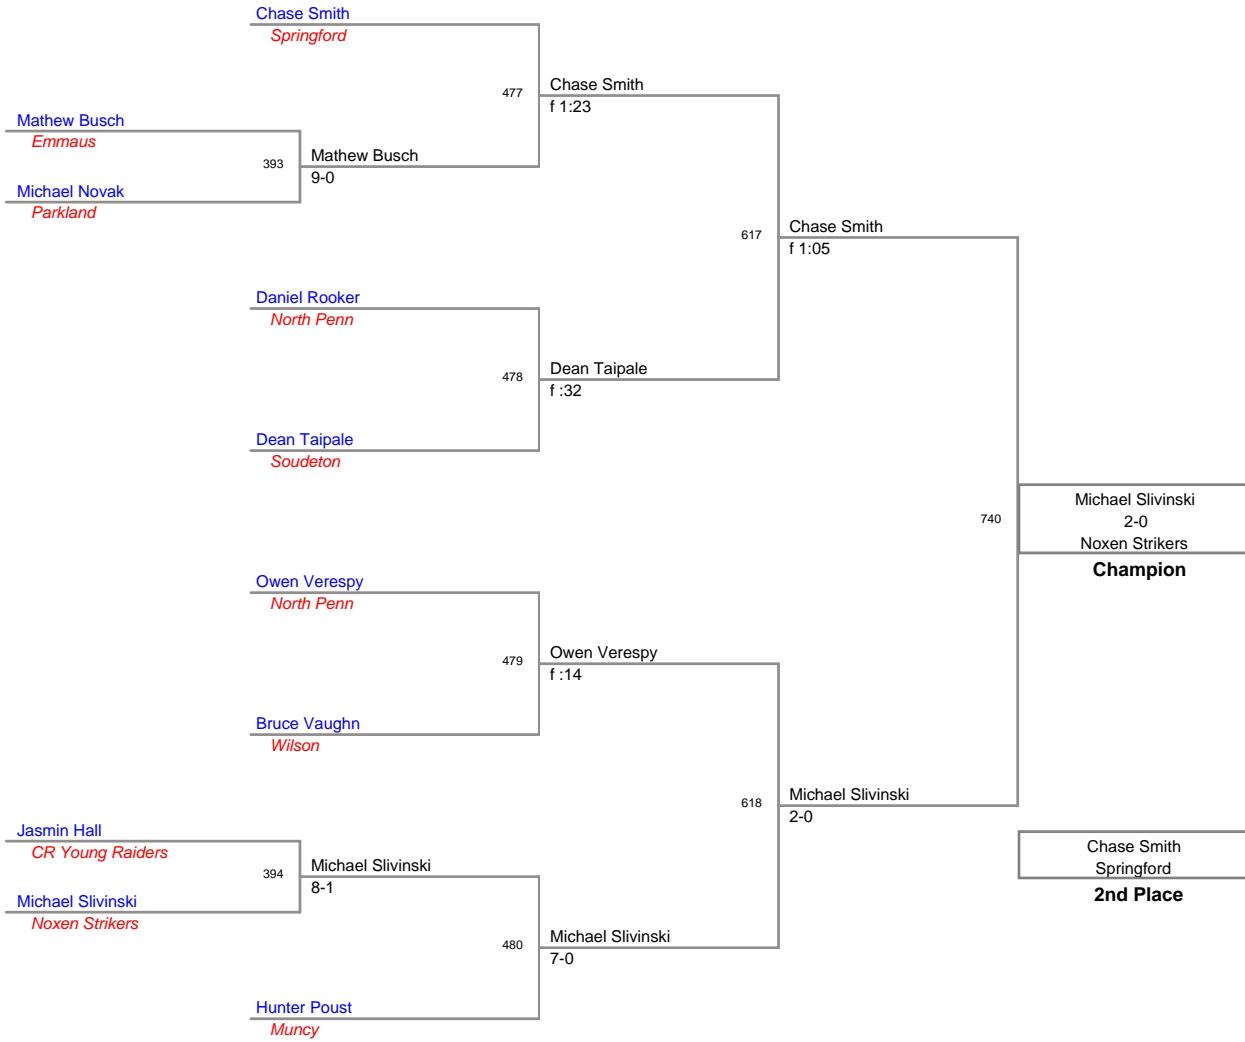 Chase Smith
Springford
477
Chase Smith
f 1:23
Mathew Busch
Emmaus
393
Mathew Busch
9-0
Michael Novak
Parkland
617
Chase Smith
f 1:05
Daniel Rooker
North Penn
478
Dean Taipale
f :32
Dean Taipale
Soudeton
740
Michael Slivinski
2-0
Noxen Strikers
Champion
Owen Verespy
North Penn
479
Owen Verespy
f :14
Bruce Vaughn
Wilson
618
Michael Slivinski
2-0
Jasmin Hall
CR Young Raiders
394
Michael Slivinski
8-1
Michael Slivinski
Noxen Strikers
Chase Smith
Springford
2nd Place
480
Michael Slivinski
7-0
Hunter Poust
Muncy